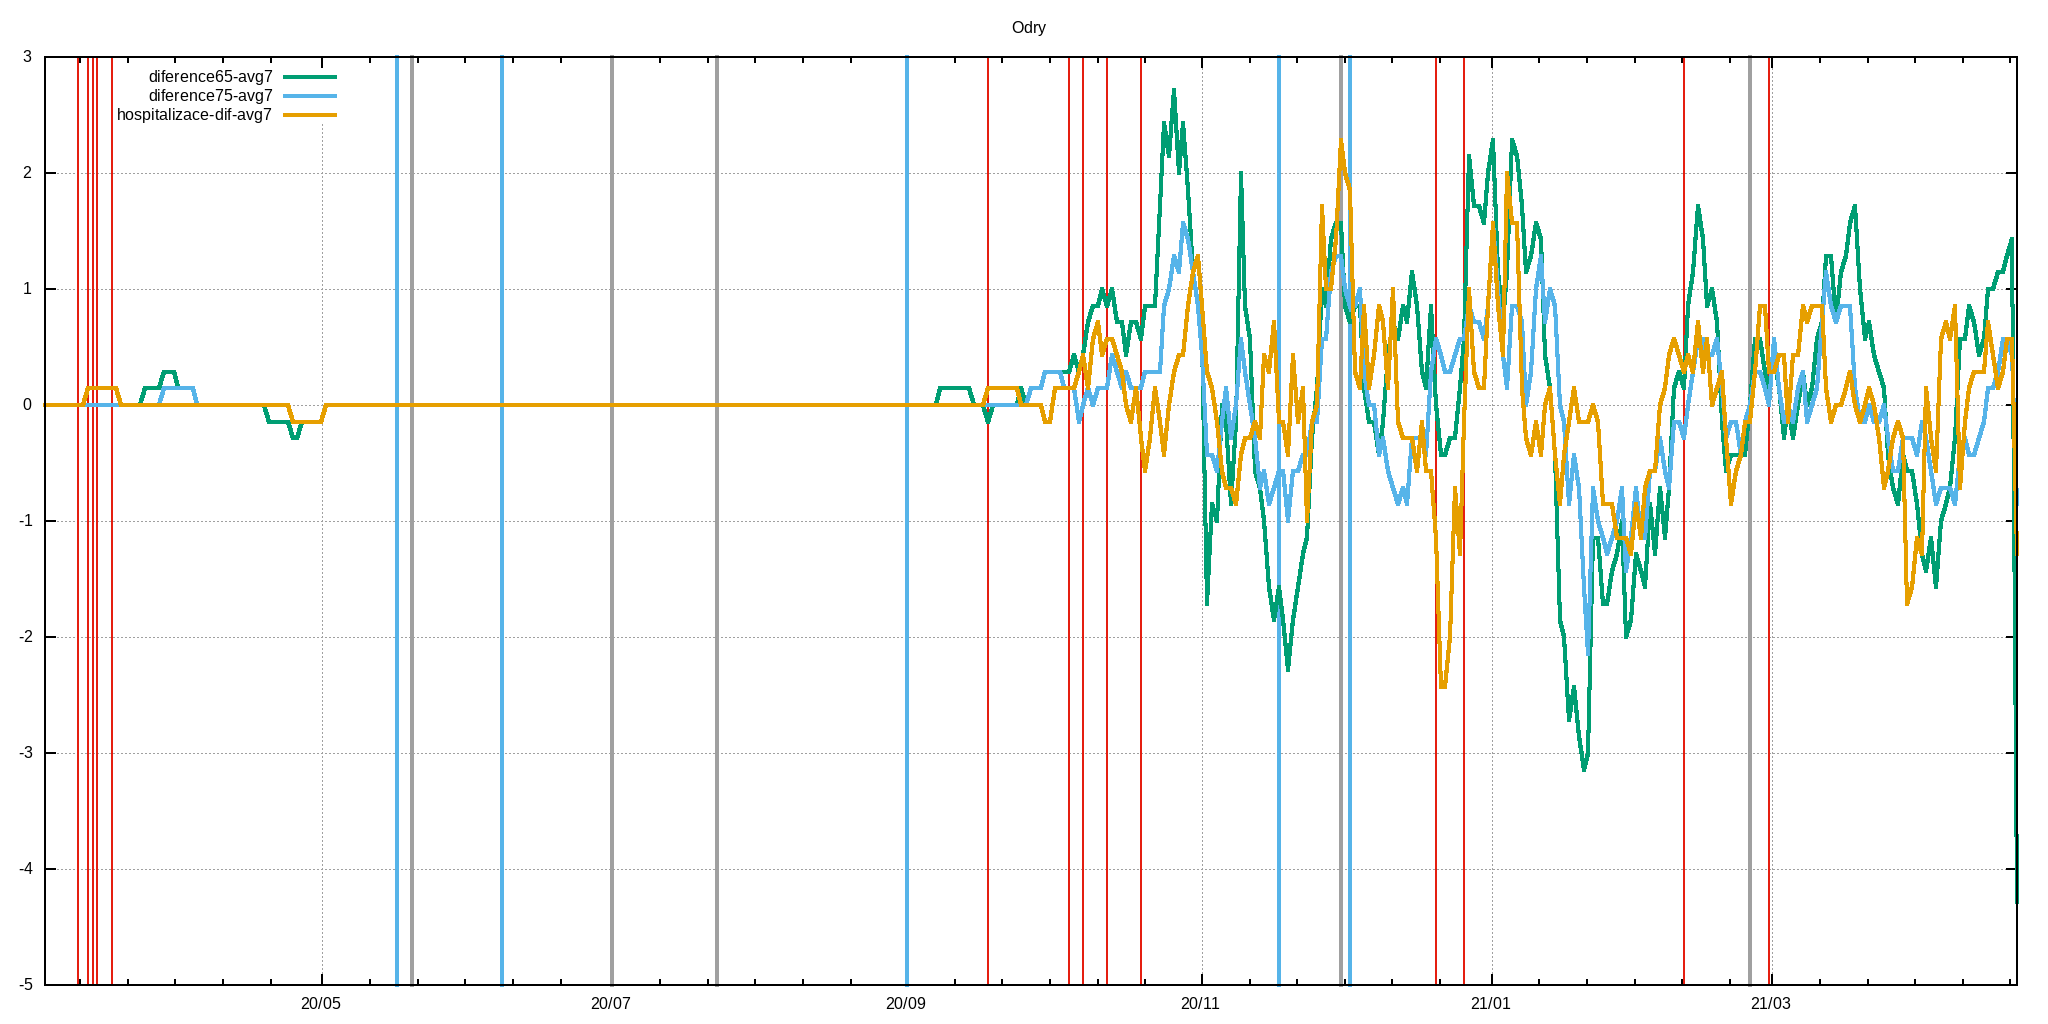 Odry
diference65-avg7
diference75-avg7
hospitalizace-dif-avg7
3
2
1
0
-1
-2
-3
-4
-5
20/05 20/07 20/09 20/11 21/01 21/03